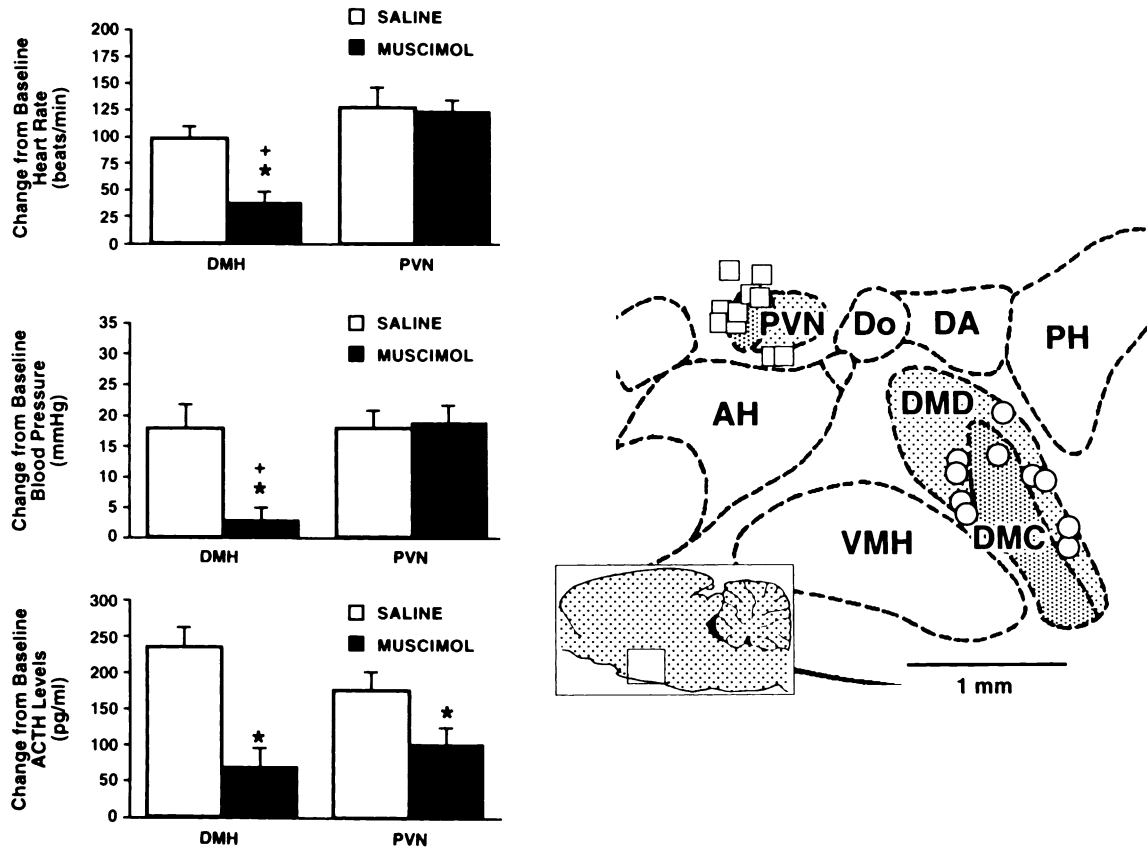 SALINE
MUSCIMOL
Change from Baseline
Heart Rate
(beats/min)
200
175
150
125
100
75
50
25
0
+
*
DMH PVN
SALINE
MUSCIMOL
Change from Baseline
Blood Pressure
(mmHg)
35
30
25
20
15
10
5
0
+
*
DMH PVN
SALINE
MUSCIMOL
Change from Baseline
ACTH Levels
(pg/ml)
300
250
200
150
100
50
0
*
*
DMH PVN
PVN Do DA PH
AH DMD
VMH DMC
1 mm